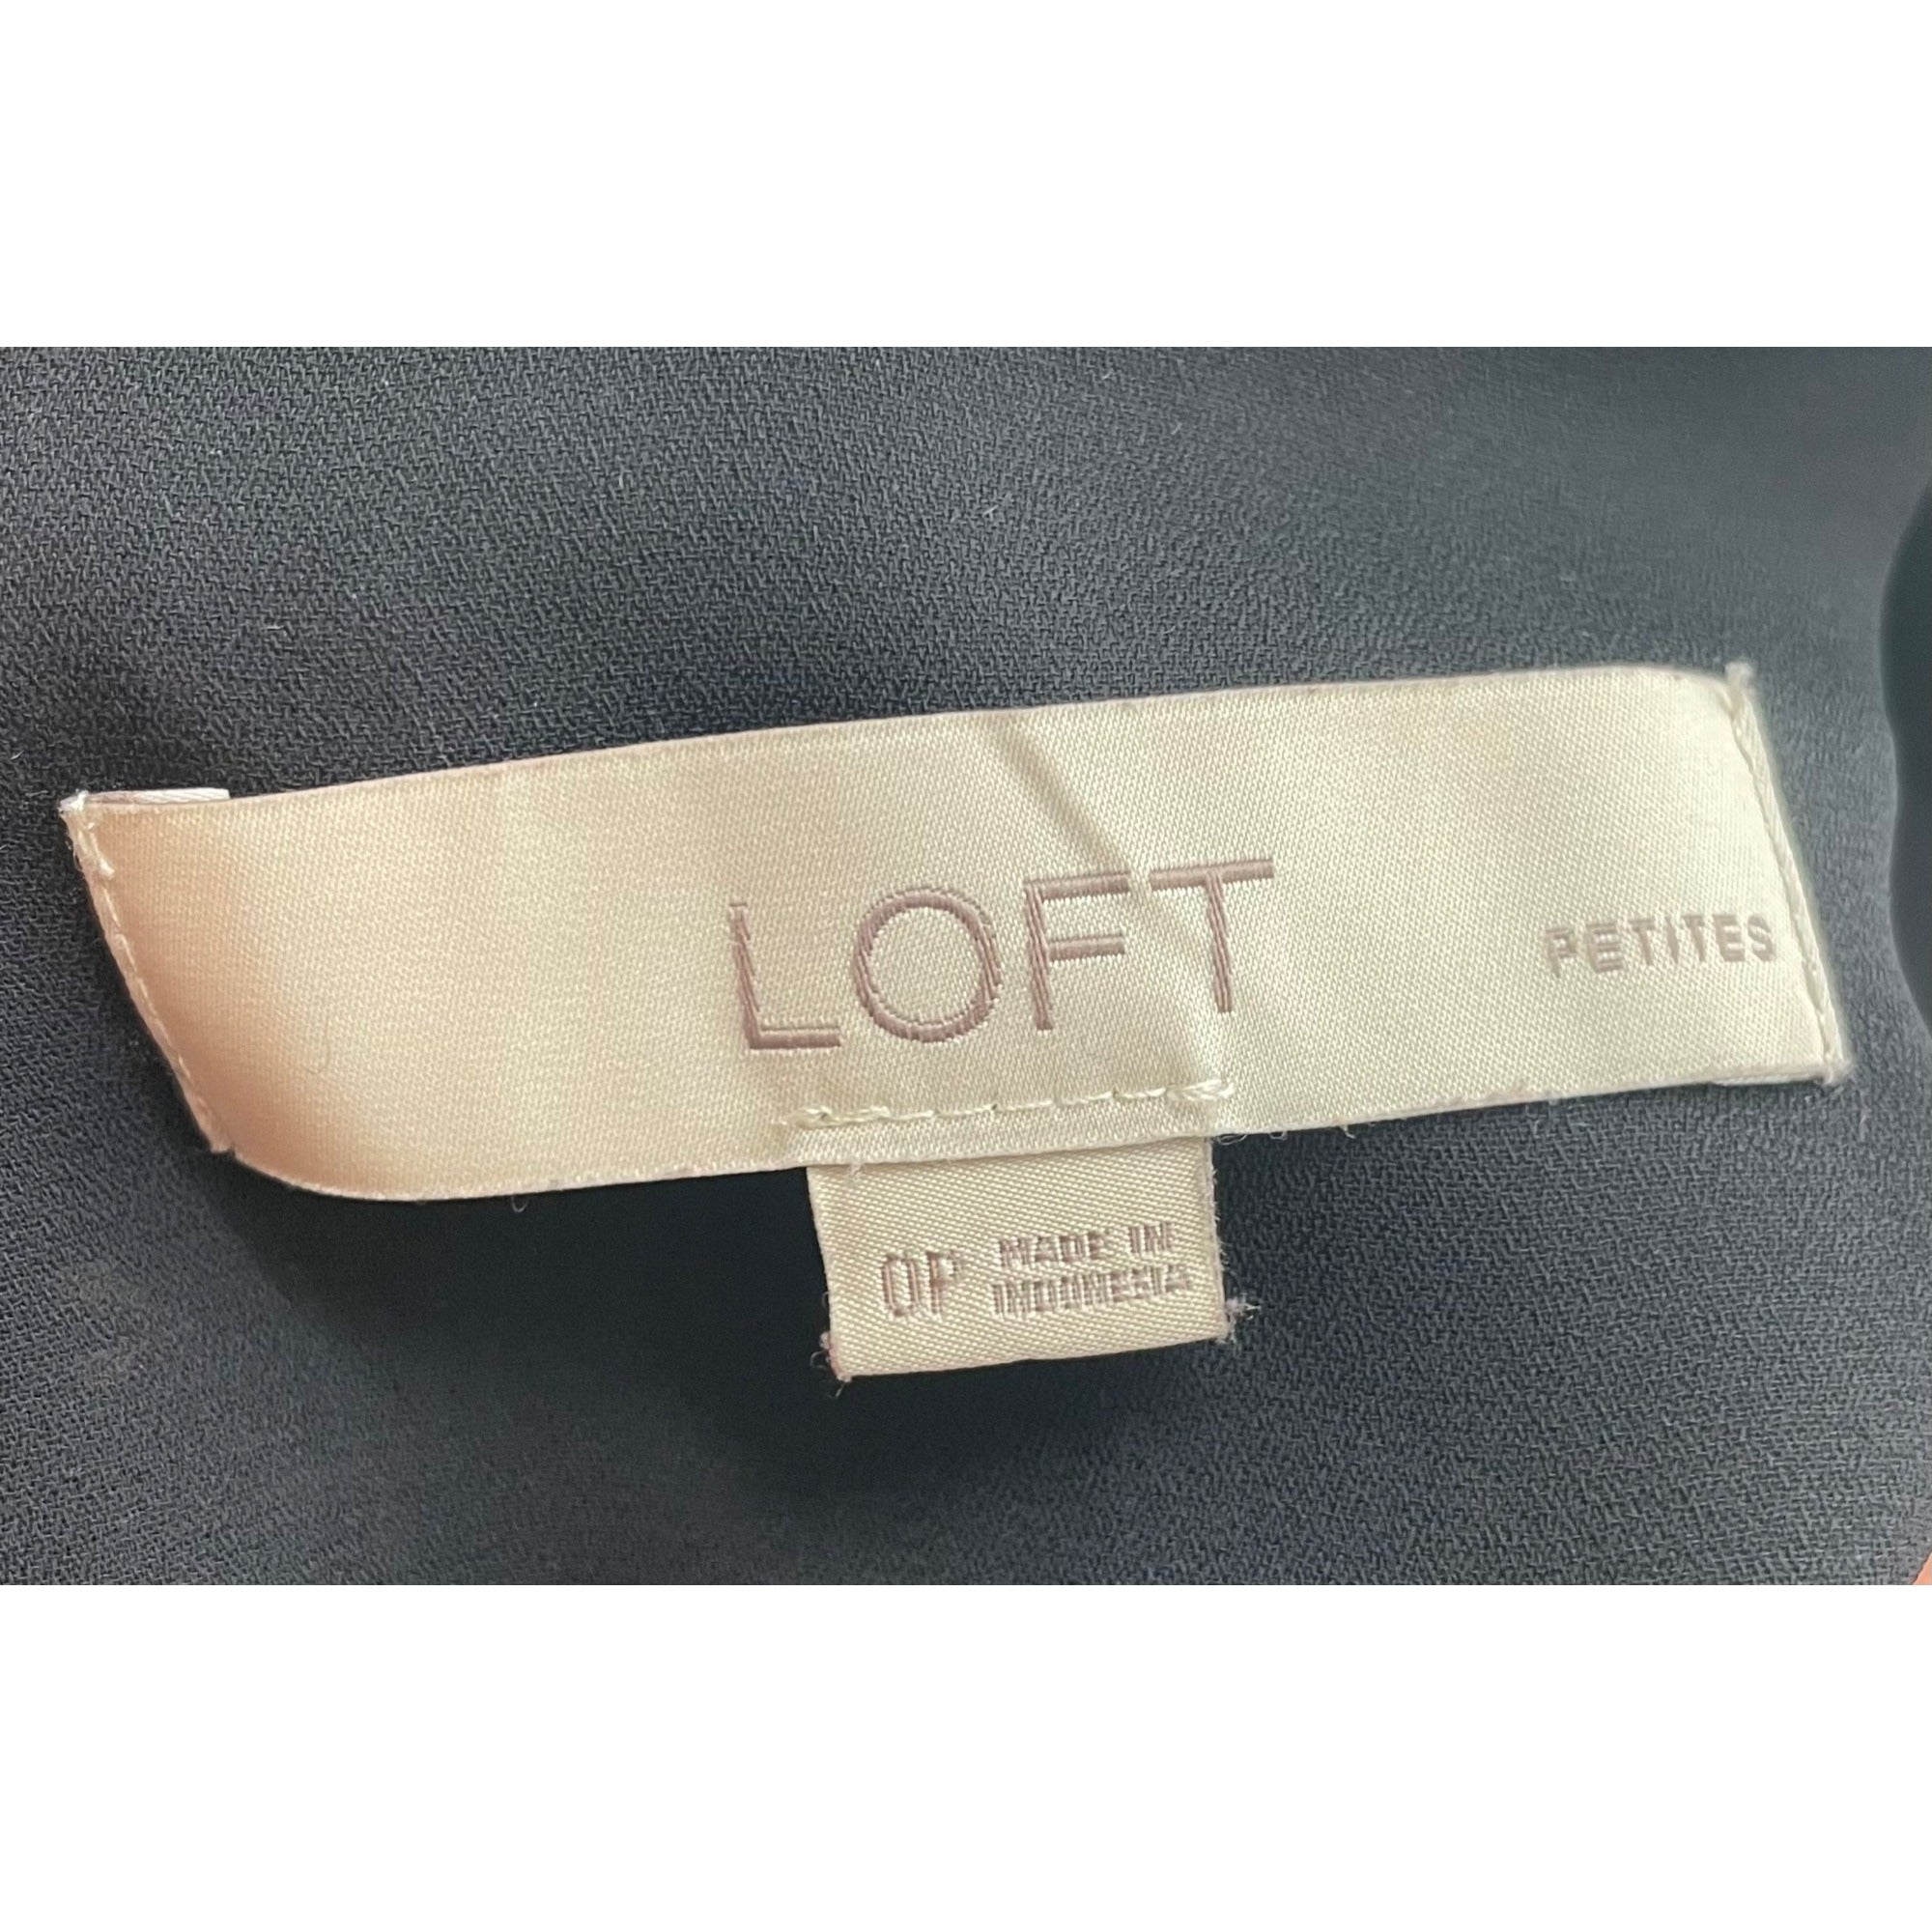 LOFT
PETITES
0P
MADE IN
INDONESIA